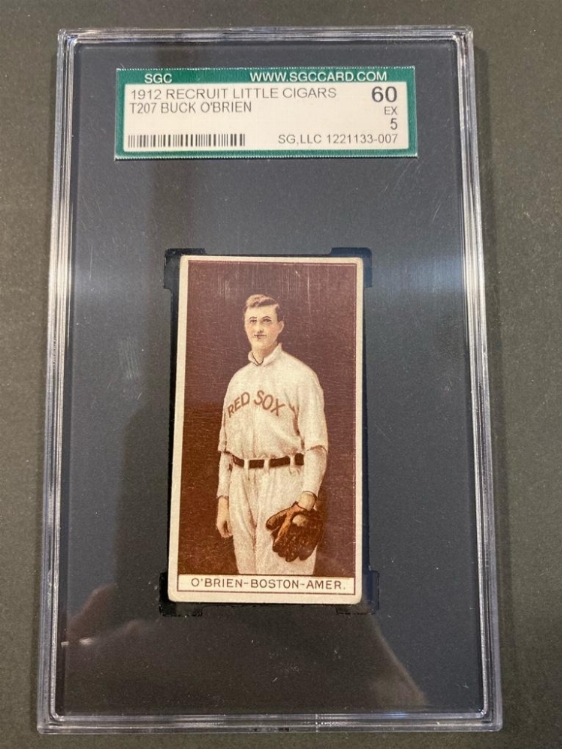 SGC WWW.SGCCARD.COM
1912 RECRUIT LITTLE CIGARS 60
T207 BUCK O'BRIEN EX
5
SG,LLC 1221133-007
RED SOX
O'BRIEN-BOSTON-AMER.